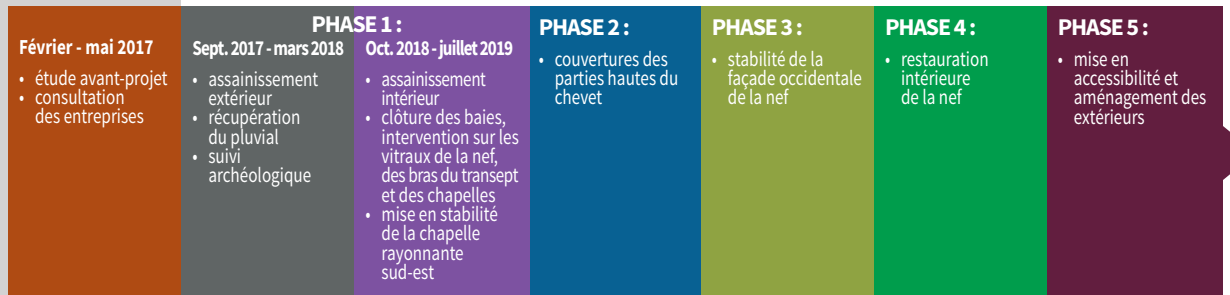 Février - mai 2017
• étude avant-projet
• consultation
des entreprises
PHASE 1 :
Sept. 2017 - mars 2018
• assainissement
extérieur
• récupération
du pluvial
• suivi
archéologique
Oct. 2018 - juillet 2019
• assainissement
intérieur
• clôture des baies,
intervention sur les
vitraux de la nef,
des bras du transept
et des chapelles
• mise en stabilité
de la chapelle
rayonnante
sud-est
PHASE 2 :
• couvertures des
parties hautes du
chevet
PHASE 3 :
• stabilité de la
façade occidentale
de la nef
PHASE 4 :
• restauration
intérieure
de la nef
PHASE 5 :
• mise en
accessibilité et
aménagement des
extérieurs